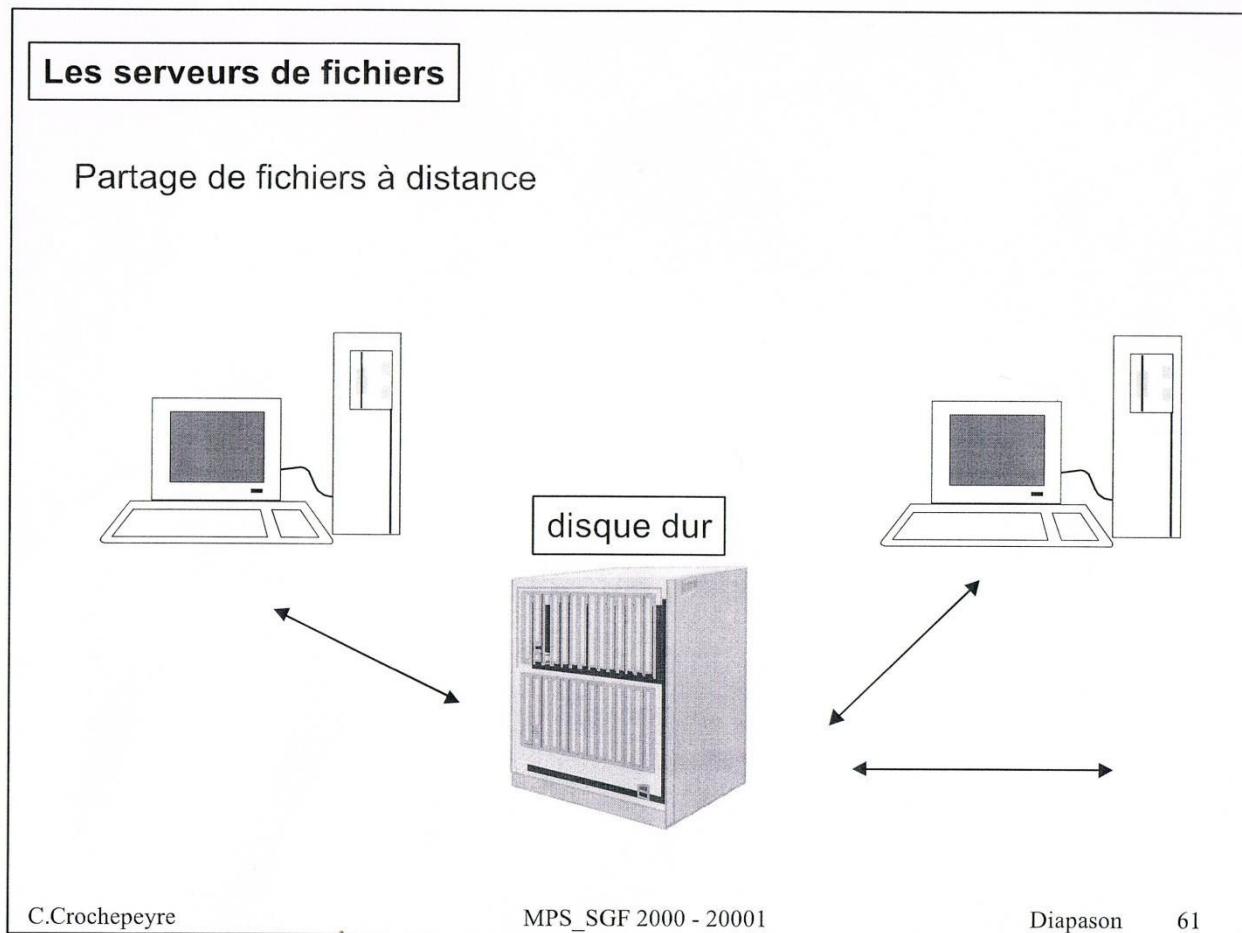 Les serveurs de fichiers
Partage de fichiers à distance
disque dur
C.Crochepeyre
MPS_SGF 2000 - 20001
Diapason 61